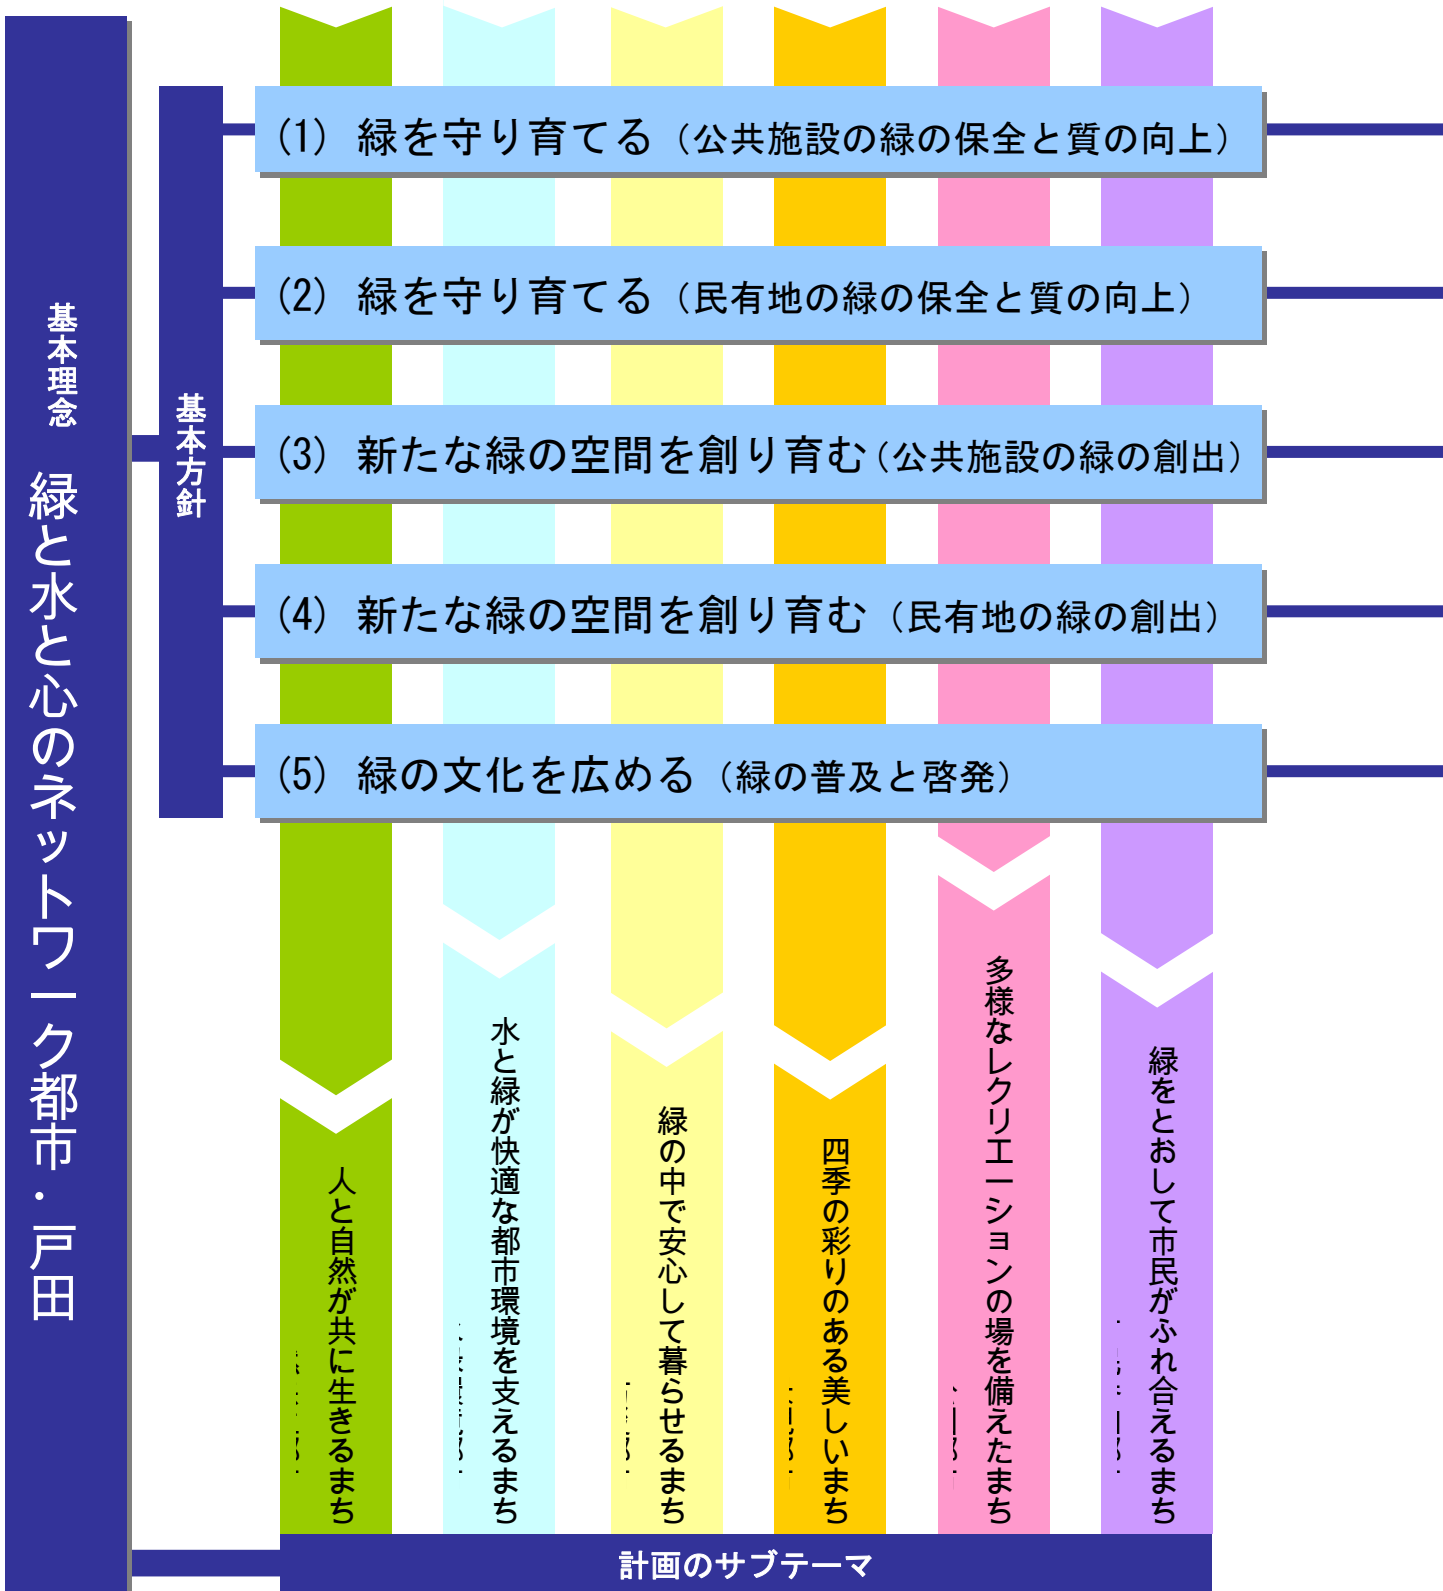 基本理念
緑と水と心のネットワーク都市・戸田
基本方針
(1) 緑を守り育てる（公共施設の緑の保全と質の向上）
(2) 緑を守り育てる（民有地の緑の保全と質の向上）
(3) 新たな緑の空間を創り育む（公共施設の緑の創出）
(4) 新たな緑の空間を創り育む（民有地の緑の創出）
(5) 緑の文化を広める（緑の普及と啓発）
人と自然が共に生きるまち
水と緑が快適な都市環境を支えるまち
緑の中で安心して暮らせるまち
四季の彩りのある美しいまち
多様なレクリエーションの場を備えたまち
緑をとおして市民がふれ合えるまち
計画のサブテーマ